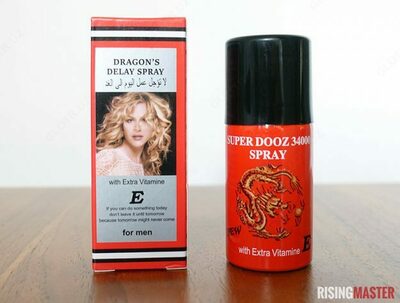 DRAGON'S
DELAY SPRAY
لا تؤجل عمل اليوم الى الغد
with Extra Vitamine
E
If you can do something today
don't leave it until tomorrow
because tomorrow might never come
for men
SUPER DOOZ 34000
SPRAY
NEW
with Extra Vitamine E
RISINGMASTER